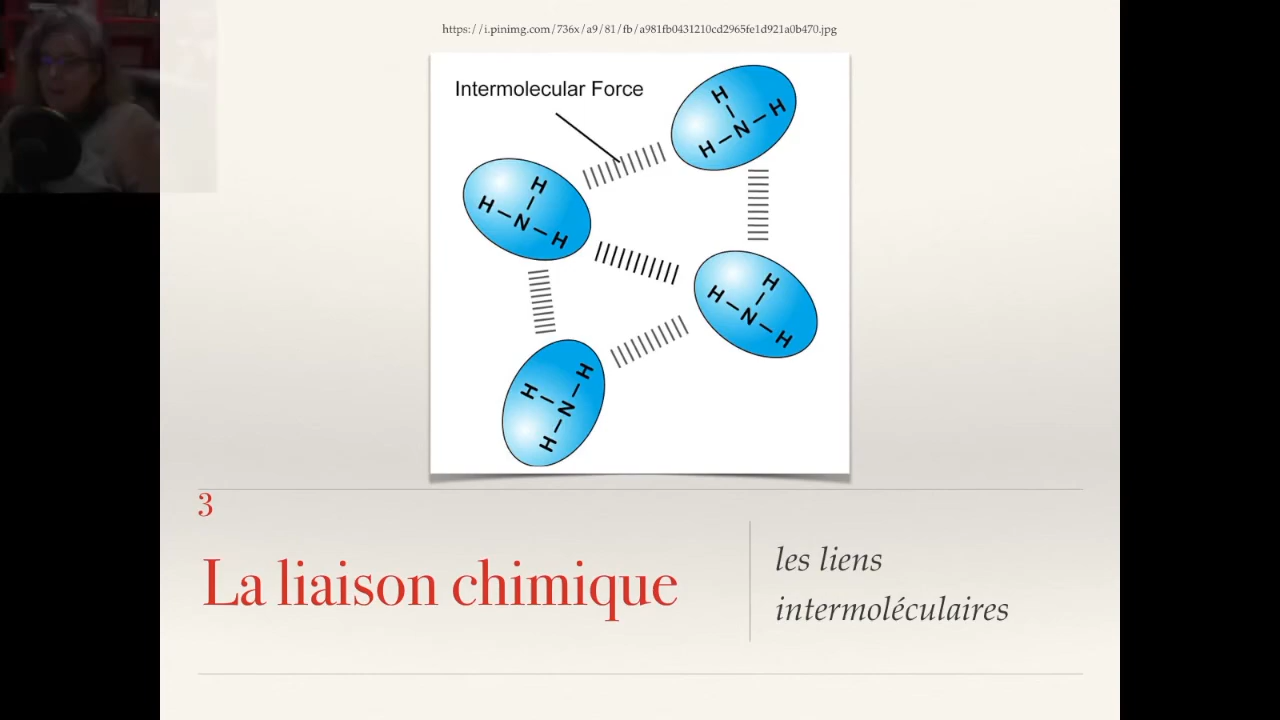 https://i.pinimg.com/736x/a9/81/fb/a981fb0431210cd2965fe1d921a0b470.jpg
Intermolecular Force
H
H
N
H
H
H
N
H
H
H
N
H
H
H
N
H
3
La liaison chimique
les liens
intermoléculaires